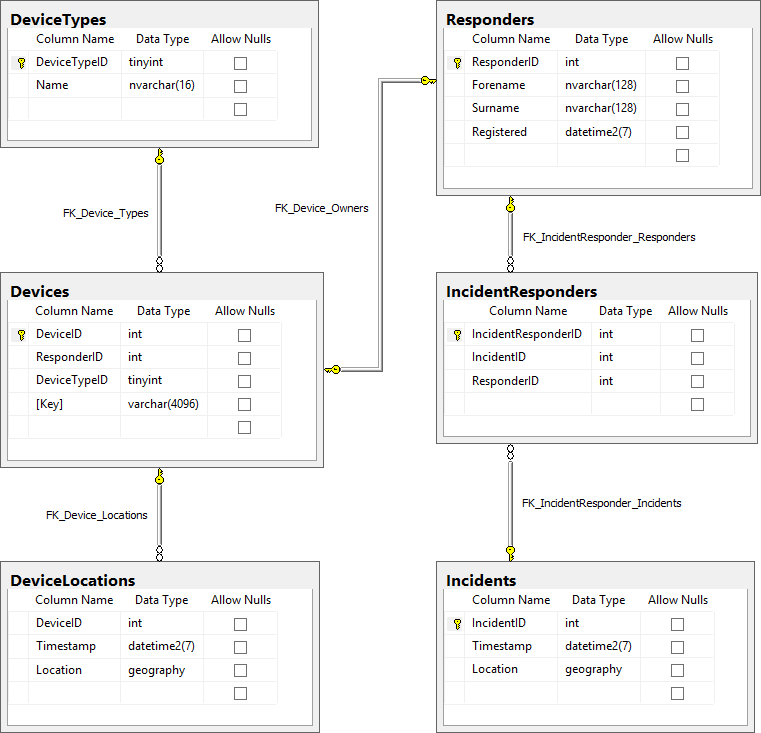 DeviceTypes
Column Name Data Type Allow Nulls
DeviceTypeID tinyint
Name nvarchar(16)
Responders
Column Name Data Type Allow Nulls
ResponderID int
Forename nvarchar(128)
Surname nvarchar(128)
Registered datetime2(7)
FK_Device_Types
FK_Device_Owners
FK_IncidentResponder_Responders
Devices
Column Name Data Type Allow Nulls
DeviceID int
ResponderID int
DeviceTypeID tinyint
[Key] varchar(4096)
IncidentResponders
Column Name Data Type Allow Nulls
IncidentResponderID int
IncidentID int
ResponderID int
FK_Device_Locations
FK_IncidentResponder_Incidents
DeviceLocations
Column Name Data Type Allow Nulls
DeviceID int
Timestamp datetime2(7)
Location geography
Incidents
Column Name Data Type Allow Nulls
IncidentID int
Timestamp datetime2(7)
Location geography